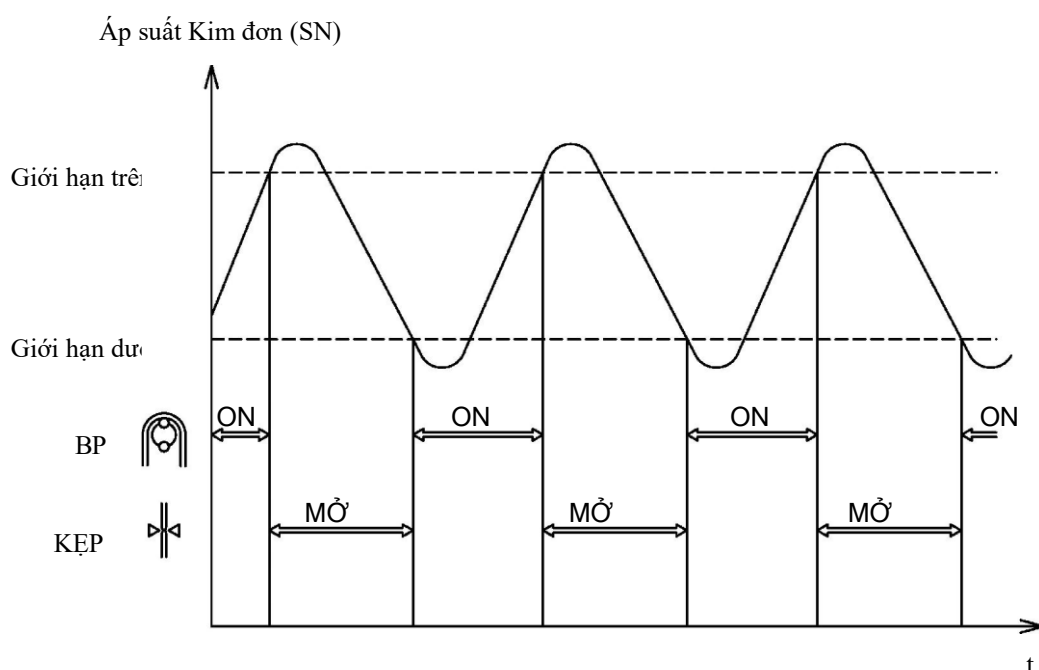 Áp suất Kim đơn (SN)
Giới hạn trê
Giới hạn dư
ON ON ON ON
BP
MỞ MỞ MỞ
KẸP
t